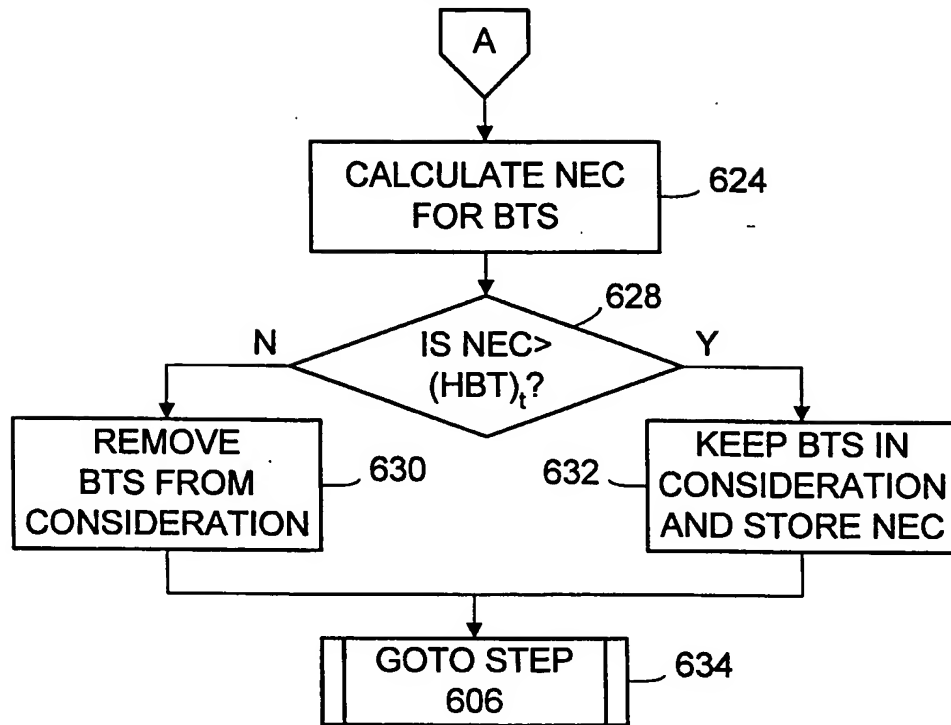 A
CALCULATE NEC
FOR BTS
624
628
IS NEC>
(HBT)t?
N
Y
REMOVE
BTS FROM
CONSIDERATION
630
632
KEEP BTS IN
CONSIDERATION
AND STORE NEC
GOTO STEP
606
634